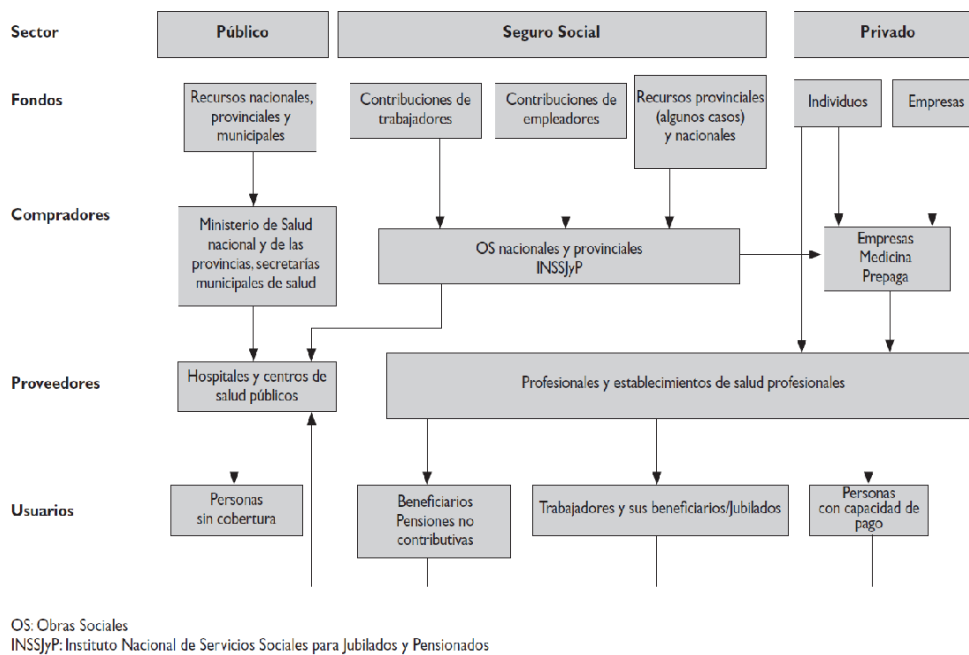 Sector
Público
Seguro Social
Privado
Fondos
Recursos nacionales,
provinciales y
municipales
Contribuciones de
trabajadores
Contribuciones de
empleadores
Recursos provinciales
(algunos casos)
y nacionales
Individuos
Empresas
Compradores
Ministerio de Salud
nacional y de las
provincias, secretarías
municipales de salud
OS nacionales y provinciales
INSSJyP
Empresas
Medicina
Prepaga
Proveedores
Hospitales y centros de
salud públicos
Profesionales y establecimientos de salud profesionales
Usuarios
Personas
sin cobertura
Beneficiarios
Pensiones no
contributivas
Trabajadores y sus beneficiarios/Jubilados
Personas
con capacidad de
pago
OS: Obras Sociales
INSSJyP: Instituto Nacional de Servicios Sociales para Jubilados y Pensionados